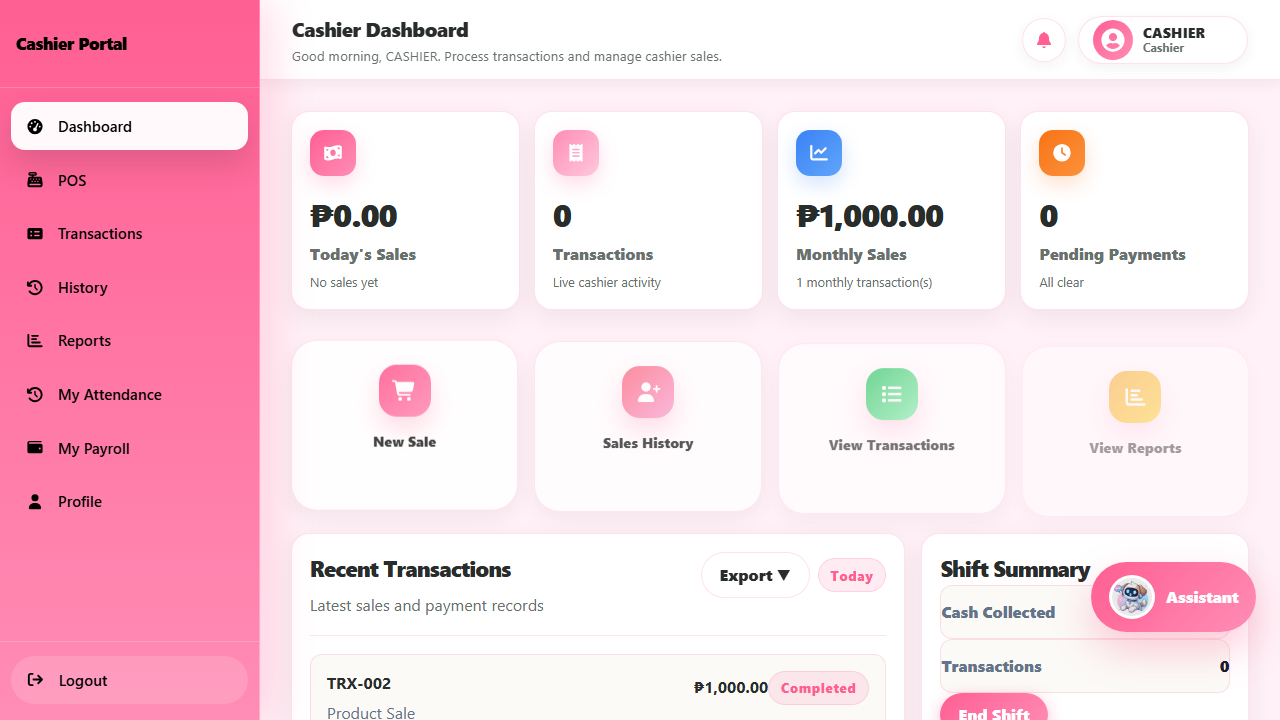 Cashier Portal
Dashboard
POS
Transactions
History
Reports
My Attendance
My Payroll
Profile
Logout
Cashier Dashboard
Good morning, CASHIER. Process transactions and manage cashier sales.
CASHIER
Cashier
₱0.00
Today's Sales
No sales yet
0
Transactions
Live cashier activity
₱1,000.00
Monthly Sales
1 monthly transaction(s)
0
Pending Payments
All clear
New Sale
Sales History
View Transactions
View Reports
Recent Transactions
Latest sales and payment records
Export ▼
Today
TRX-002
Product Sale
₱1,000.00
Completed
Shift Summary
Cash Collected
Transactions
0
End Shift
Assistant